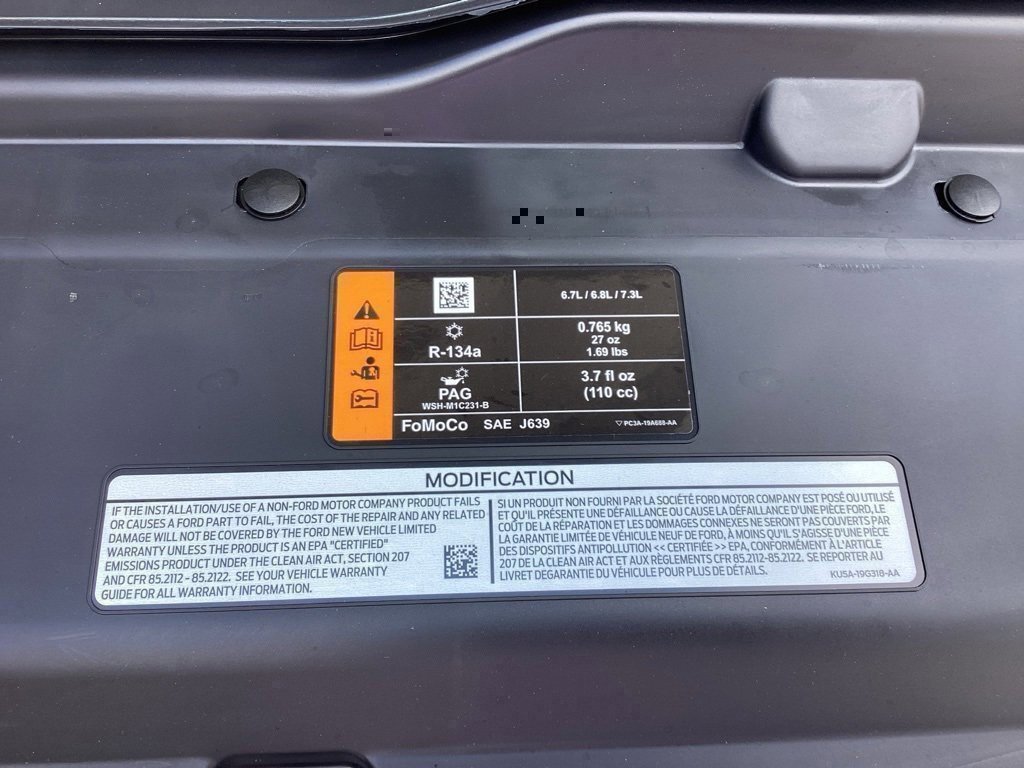 6.7L / 6.8L / 7.3L
R-134a
0.765 kg
27 oz
1.69 lbs
PAG
WSH-M1C231-B
3.7 fl oz
(110 cc)
FoMoCo SAE J639
PC3A-19A688-AA
MODIFICATION
IF THE INSTALLATION/USE OF A NON-FORD MOTOR COMPANY PRODUCT FAILS
OR CAUSES A FORD PART TO FAIL, THE COST OF THE REPAIR AND ANY RELATED
DAMAGE WILL NOT BE COVERED BY THE FORD NEW VEHICLE LIMITED
WARRANTY UNLESS THE PRODUCT IS AN EPA "CERTIFIED"
EMISSIONS PRODUCT UNDER THE CLEAN AIR ACT, SECTION 207
AND CFR 85.2112 - 85.2122. SEE YOUR VEHICLE WARRANTY
GUIDE FOR ALL WARRANTY INFORMATION.
SI UN PRODUIT NON FOURNI PAR LA SOCIÉTÉ FORD MOTOR COMPANY EST POSÉ OU UTILISÉ
ET QU'IL PRÉSENTE UNE DÉFAILLANCE OU CAUSE LA DÉFAILLANCE D'UNE PIÈCE FORD, LE
COÛT DE LA RÉPARATION ET LES DOMMAGES CONNEXES NE SERONT PAS COUVERTS PAR
LA GARANTIE LIMITÉE DE VÉHICULE NEUF DE FORD, À MOINS QU'IL S'AGISSE D'UNE PIÈCE
DES DISPOSITIFS ANTIPOLLUTION << CERTIFIÉE >> EPA, CONFORMÉMENT À L'ARTICLE
207 DE LA CLEAN AIR ACT ET AUX RÈGLEMENTS CFR 85.2112 - 85.2122. SE REPORTER AU
LIVRET DEGARANTIE DU VÉHICULE POUR PLUS DE DÉTAILS.
KU5A-19G318-AA